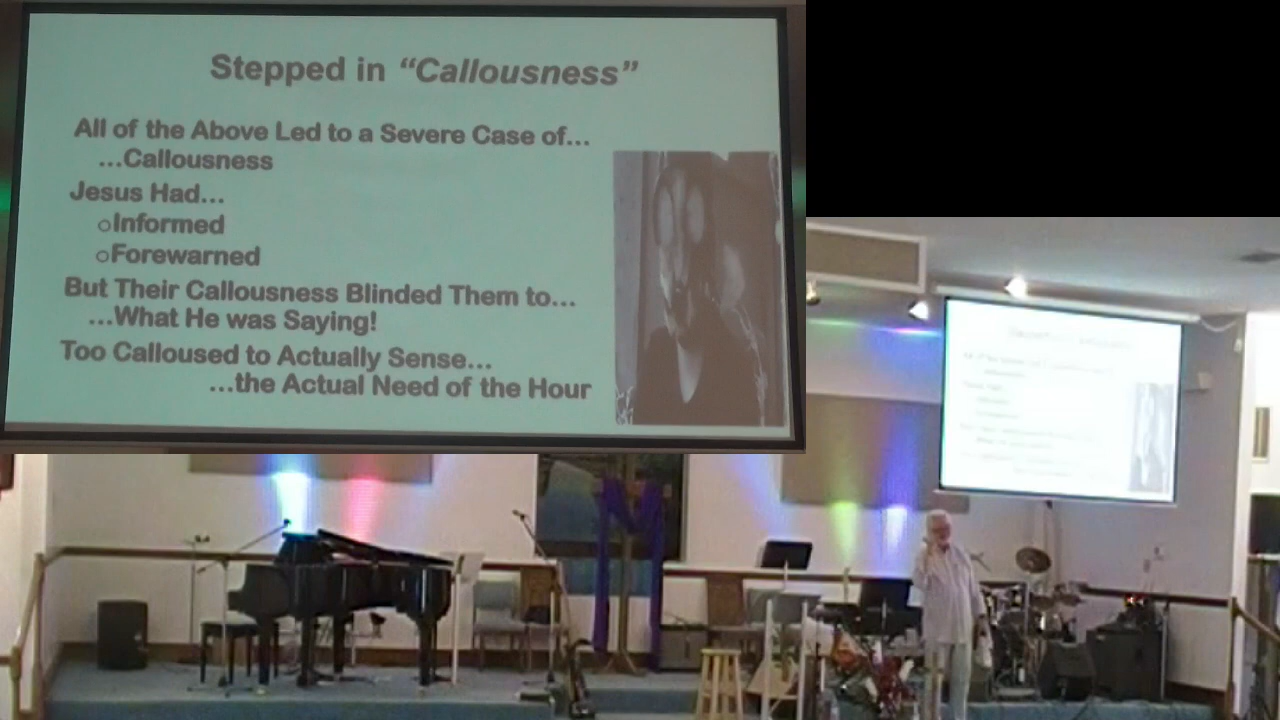 Stepped in “Callousness”
All of the Above Led to a Severe Case of…
…Callousness
Jesus Had…
○Informed
○Forewarned
But Their Callousness Blinded Them to…
…What He was Saying!
Too Calloused to Actually Sense…
…the Actual Need of the Hour